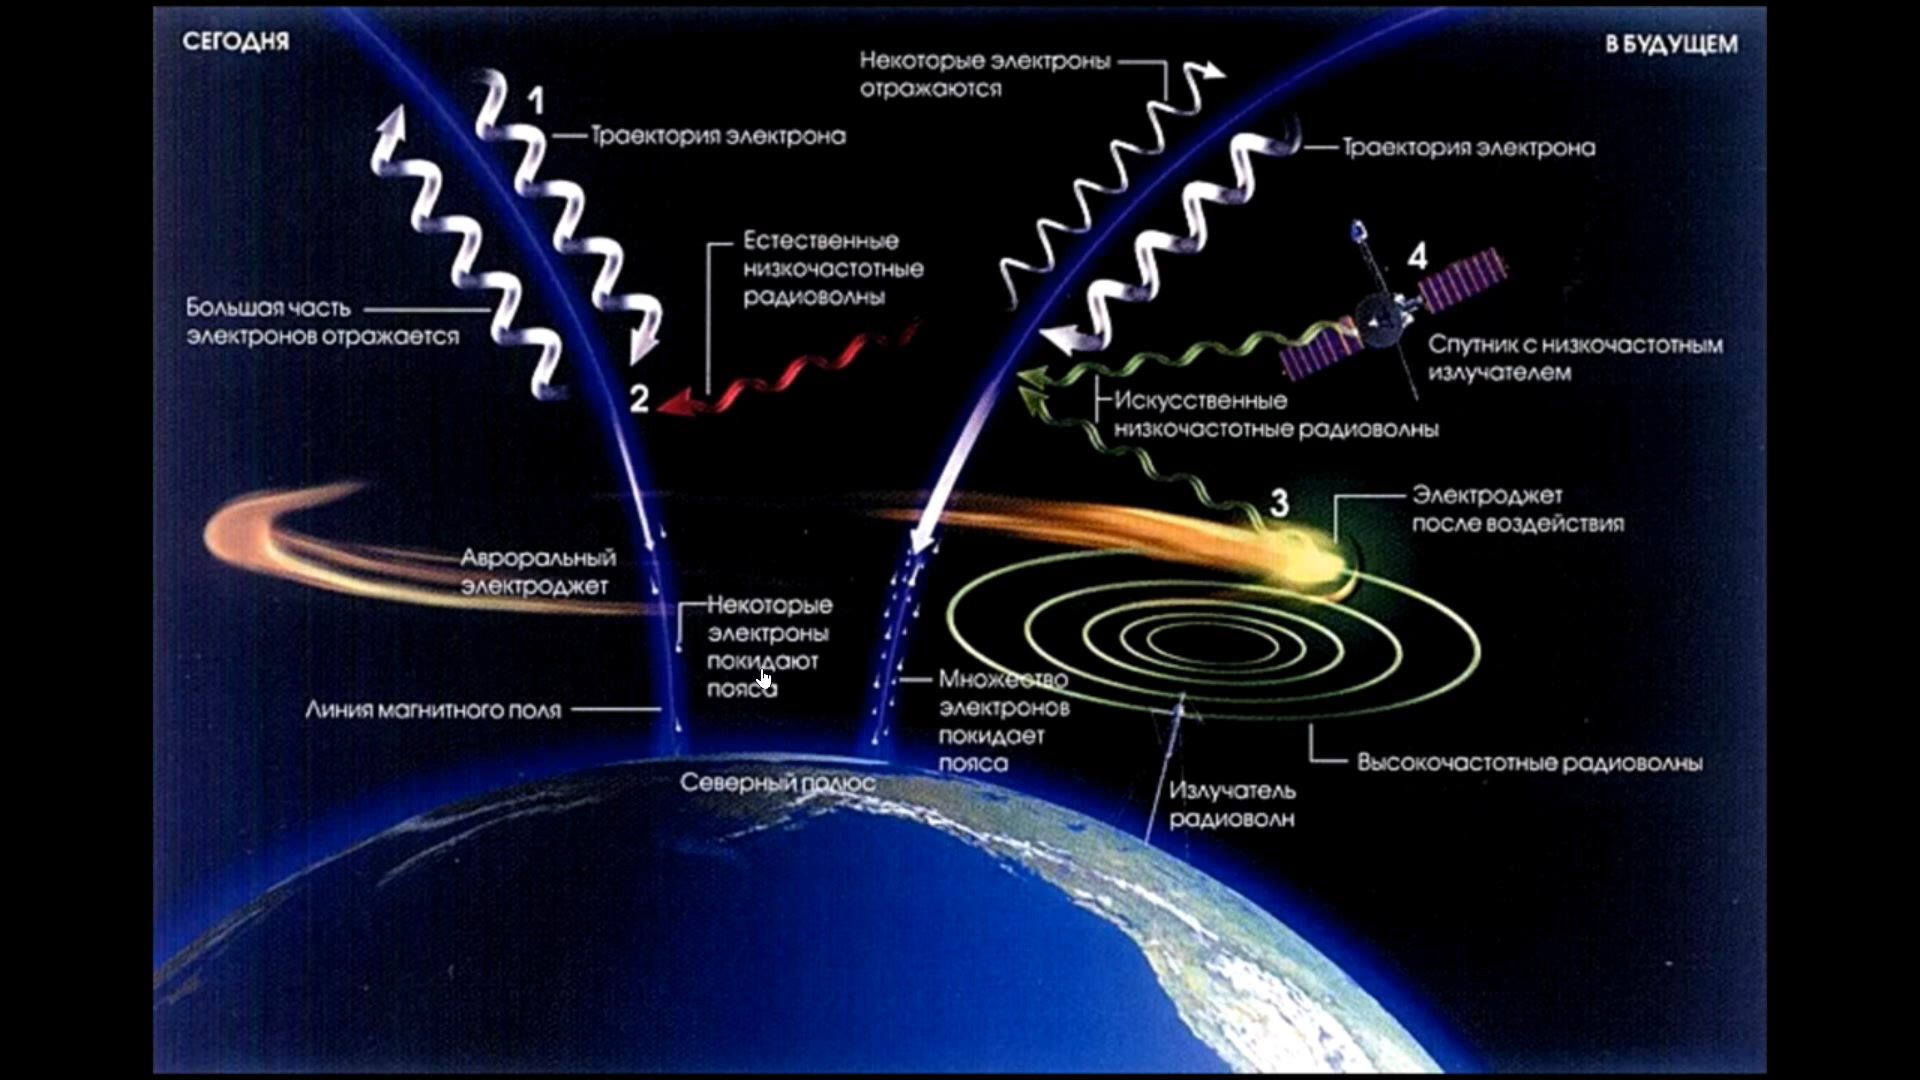 СЕГОДНЯ
В БУДУЩЕМ
1
Траектория электрона
Большая часть
электронов отражается
Естественные
низкочастотные
радиоволны
2
Авроральный
электроджет
Некоторые
электроны
покидают
пояса
Линия магнитного поля
Северный полюс
Некоторые электроны
отражаются
Траектория электрона
4
Спутник с низкочастотным
излучателем
Искусственные
низкочастотные радиоволны
3
Электроджет
после воздействия
Множество
электронов
покидает
пояса
Высокочастотные радиоволны
Излучатель
радиоволн